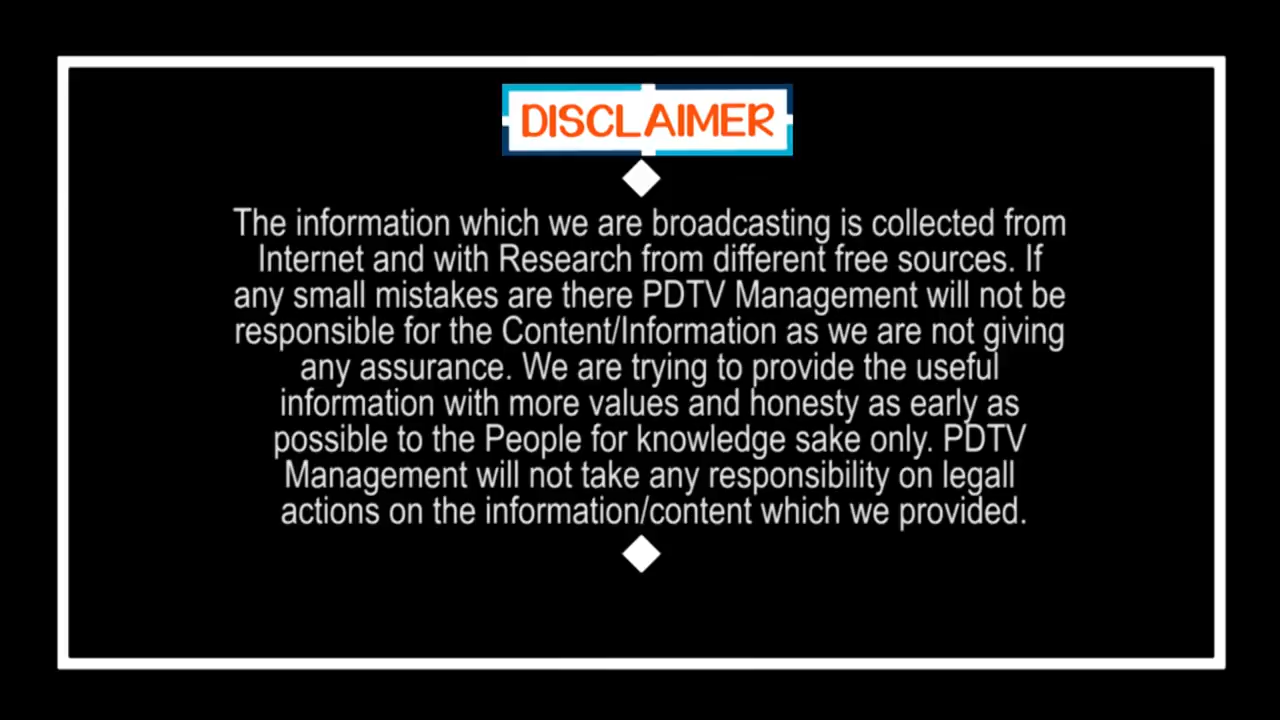 DISCLAIMER
The information which we are broadcasting is collected from
Internet and with Research from different free sources. If
any small mistakes are there PDTV Management will not be
responsible for the Content/Information as we are not giving
any assurance. We are trying to provide the useful
information with more values and honesty as early as
possible to the People for knowledge sake only. PDTV
Management will not take any responsibility on legall
actions on the information/content which we provided.